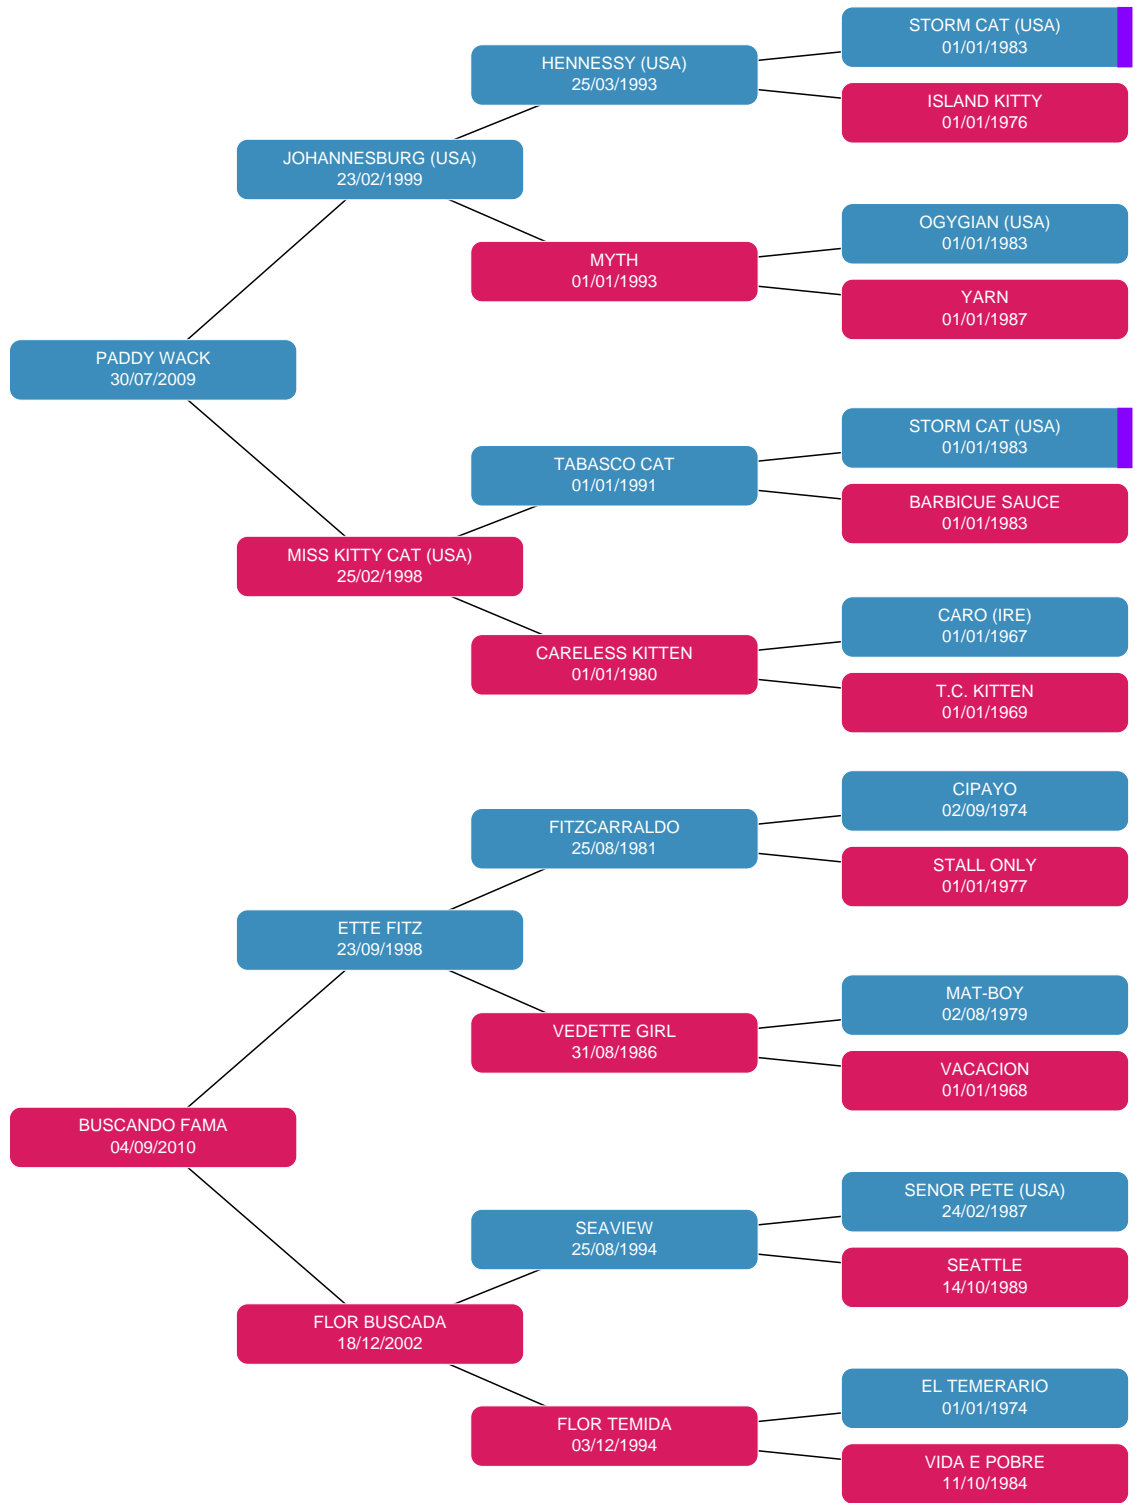 STORM CAT (USA)
01/01/1983
HENNESSY (USA)
25/03/1993
ISLAND KITTY
01/01/1976
JOHANNESBURG (USA)
23/02/1999
OGYGIAN (USA)
01/01/1983
MYTH
01/01/1993
YARN
01/01/1987
PADDY WACK
30/07/2009
STORM CAT (USA)
01/01/1983
TABASCO CAT
01/01/1991
BARBICUE SAUCE
01/01/1983
MISS KITTY CAT (USA)
25/02/1998
CARO (IRE)
01/01/1967
CARELESS KITTEN
01/01/1980
T.C. KITTEN
01/01/1969
CIPAYO
02/09/1974
FITZCARRALDO
25/08/1981
STALL ONLY
01/01/1977
ETTE FITZ
23/09/1998
MAT-BOY
02/08/1979
VEDETTE GIRL
31/08/1986
VACACION
01/01/1968
BUSCANDO FAMA
04/09/2010
SENOR PETE (USA)
24/02/1987
SEAVIEW
25/08/1994
SEATTLE
14/10/1989
FLOR BUSCADA
18/12/2002
EL TEMERARIO
01/01/1974
FLOR TEMIDA
03/12/1994
VIDA E POBRE
11/10/1984